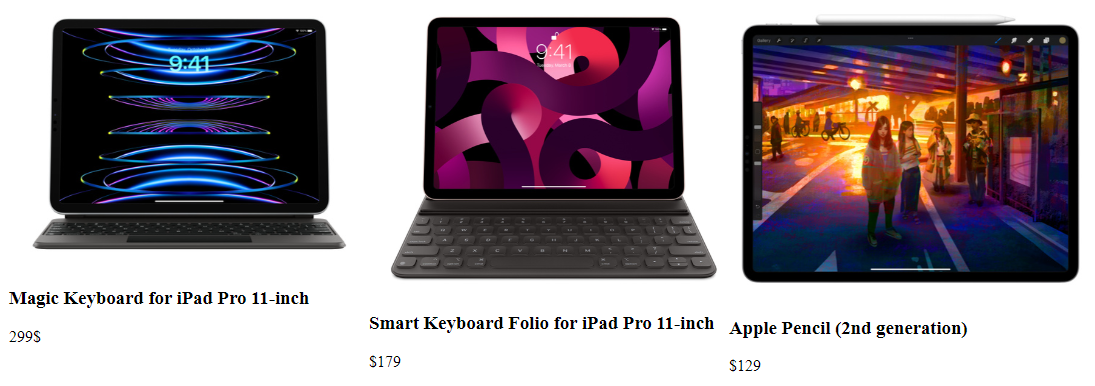 9:41
Magic Keyboard for iPad Pro 11-inch
299$
9:41
Smart Keyboard Folio for iPad Pro 11-inch
$179
Gallery
Apple Pencil (2nd generation)
$129